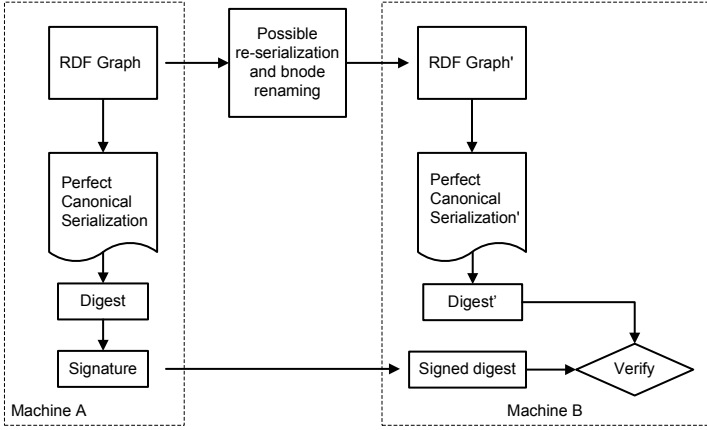 RDF Graph
Possible
re-serialization
and bnode
renaming
RDF Graph'
Perfect
Canonical
Serialization
Perfect
Canonical
Serialization'
Digest
Digest’
Signature
Signed digest
Verify
Machine A
Machine B